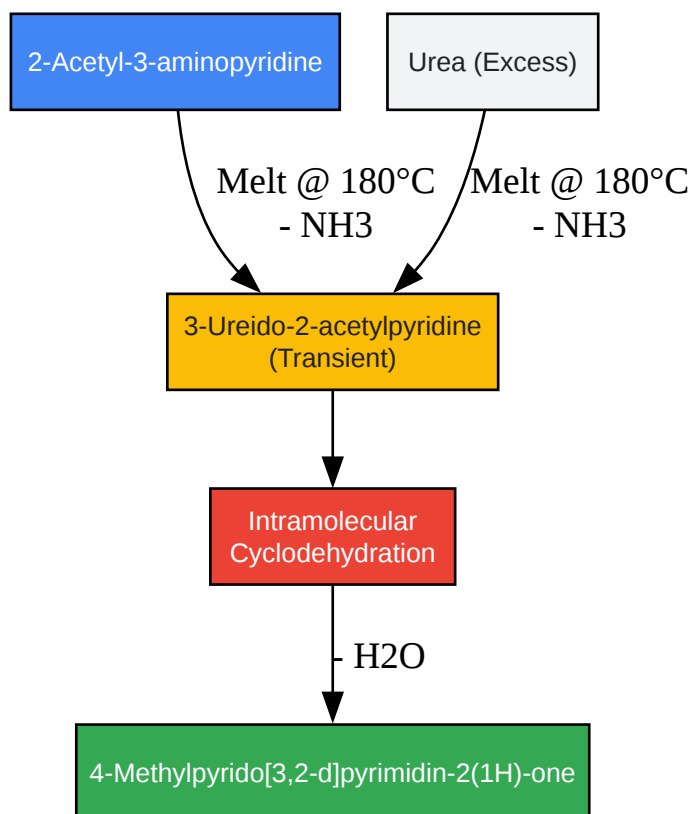 2-Acetyl-3-aminopyridine
Urea (Excess)
Melt @ 180°C
- NH3
Melt @ 180°C
- NH3
3-Ureido-2-acetylpyridine
(Transient)
Intramolecular
Cyclodehydration
- H2O
4-Methylpyrido[3,2-d]pyrimidin-2(1H)-one